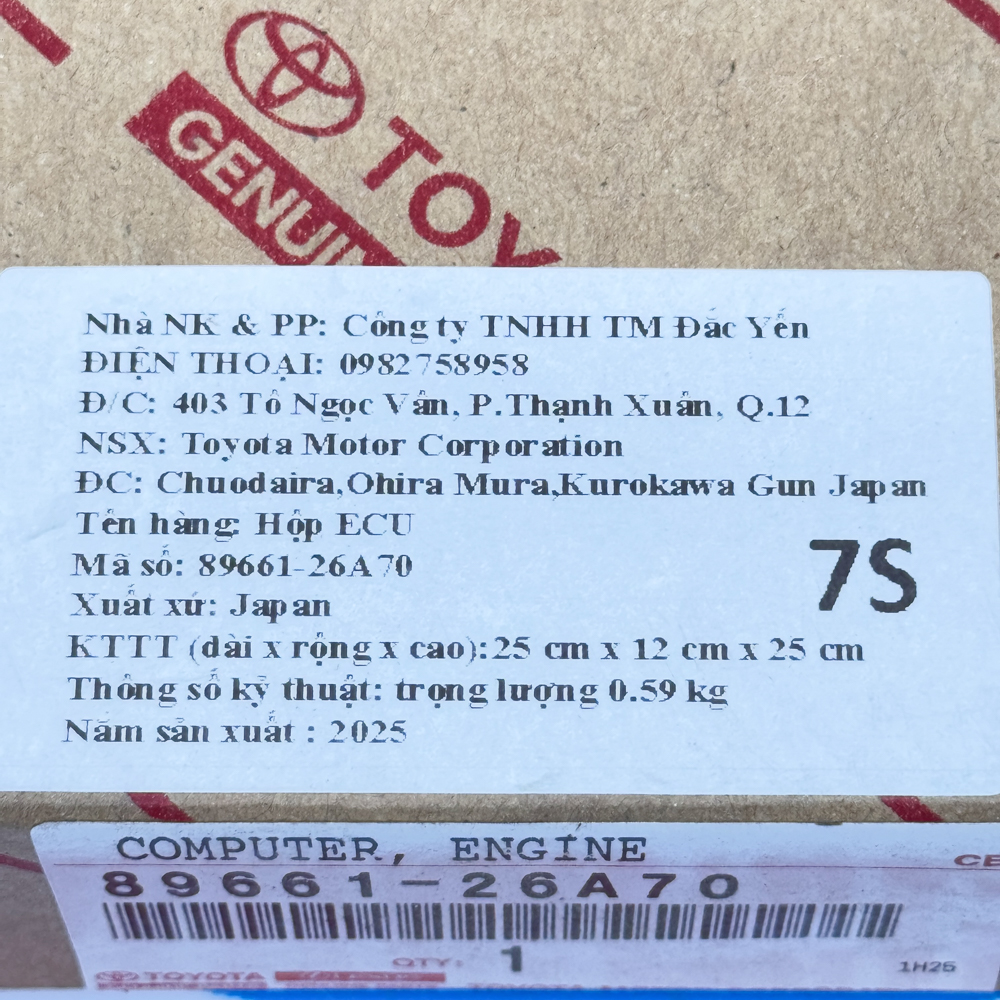 TOY
GENUI
Nhà NK & PP: Công ty TNHH TM Đắc Yến
ĐIỆN THOẠI: 0982758958
Đ/C: 403 Tô Ngọc Vân, P.Thạnh Xuân, Q.12
NSX: Toyota Motor Corporation
ĐC: Chuodaira,Ohira Mura,Kurokawa Gun Japan
Tên hàng: Hộp ECU
Mã số: 89661-26A70
7S
Xuất xứ: Japan
KTTT (dài x rộng x cao):25 cm x 12 cm x 25 cm
Thông số kỹ thuật: trọng lượng 0.59 kg
Năm sản xuất : 2025
COMPUTER, ENGINE
CE
89661-26A70
QTY: 1
1H25
TOYOTA